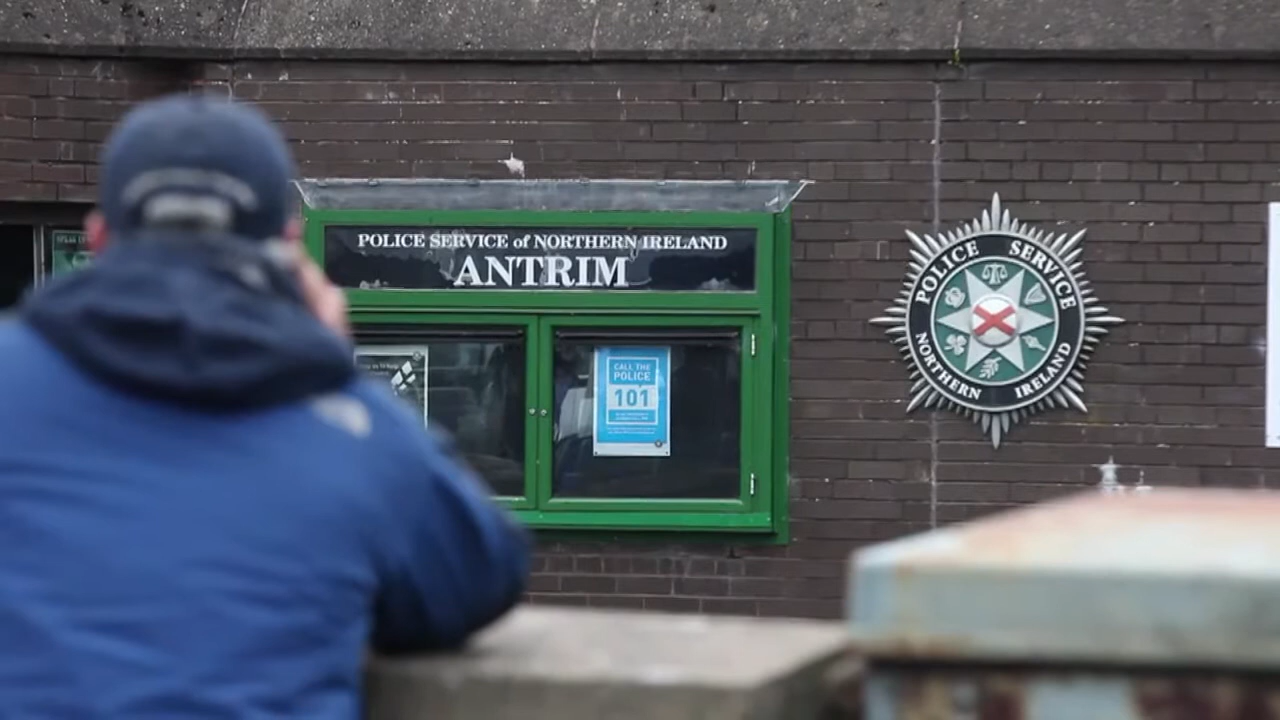 POLICE SERVICE of NORTHERN IRELAND
ANTRIM
CALL THE
POLICE
101
POLICE SERVICE
NORTHERN IRELAND